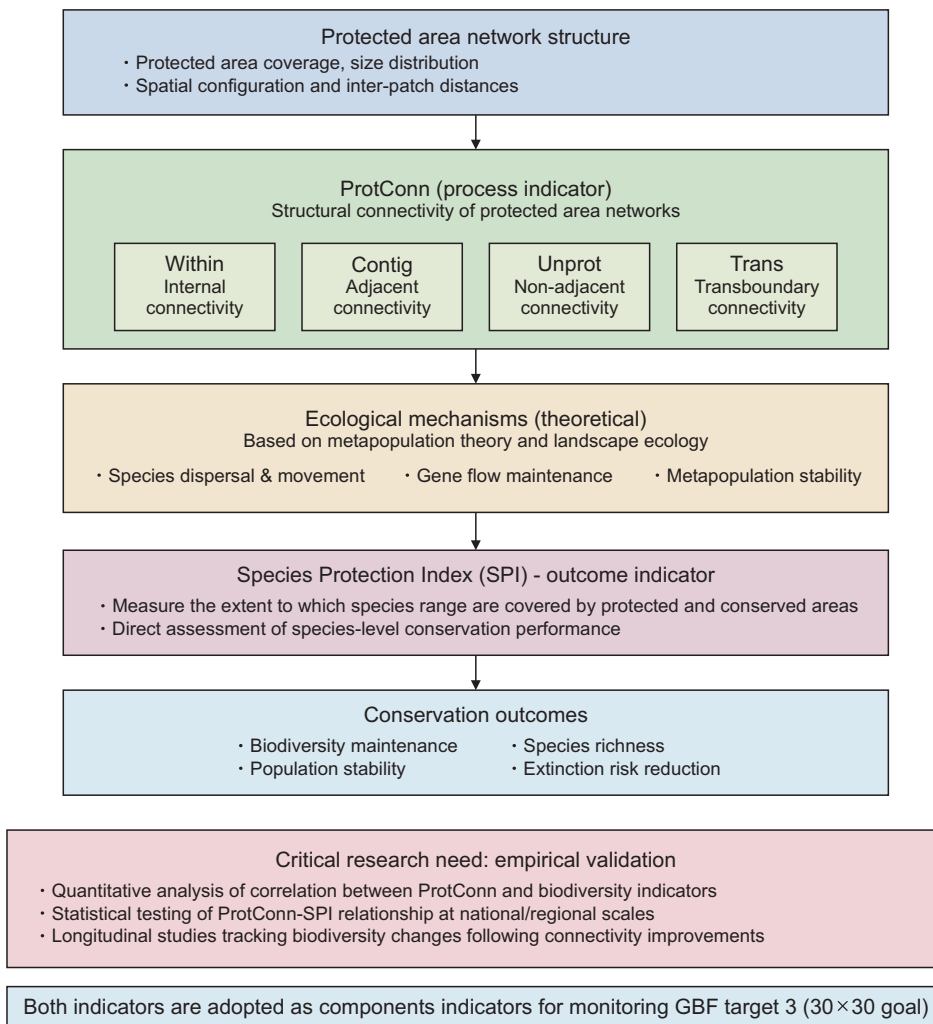 Protected area network structure
・Protected area coverage, size distribution
・Spatial configuration and inter-patch distances
ProtConn (process indicator)
Structural connectivity of protected area networks
Within
Internal
connectivity
Contig
Adjacent
connectivity
Unprot
Non-adjacent
connectivity
Trans
Transboundary
connectivity
Ecological mechanisms (theoretical)
Based on metapopulation theory and landscape ecology
・Species dispersal & movement ・Gene flow maintenance ・Metapopulation stability
Species Protection Index (SPI) - outcome indicator
・Measure the extent to which species range are covered by protected and conserved areas
・Direct assessment of species-level conservation performance
Conservation outcomes
・Biodiversity maintenance ・Species richness
・Population stability ・Extinction risk reduction
Critical research need: empirical validation
・Quantitative analysis of correlation between ProtConn and biodiversity indicators
・Statistical testing of ProtConn-SPI relationship at national/regional scales
・Longitudinal studies tracking biodiversity changes following connectivity improvements
Both indicators are adopted as components indicators for monitoring GBF target 3 (30×30 goal)